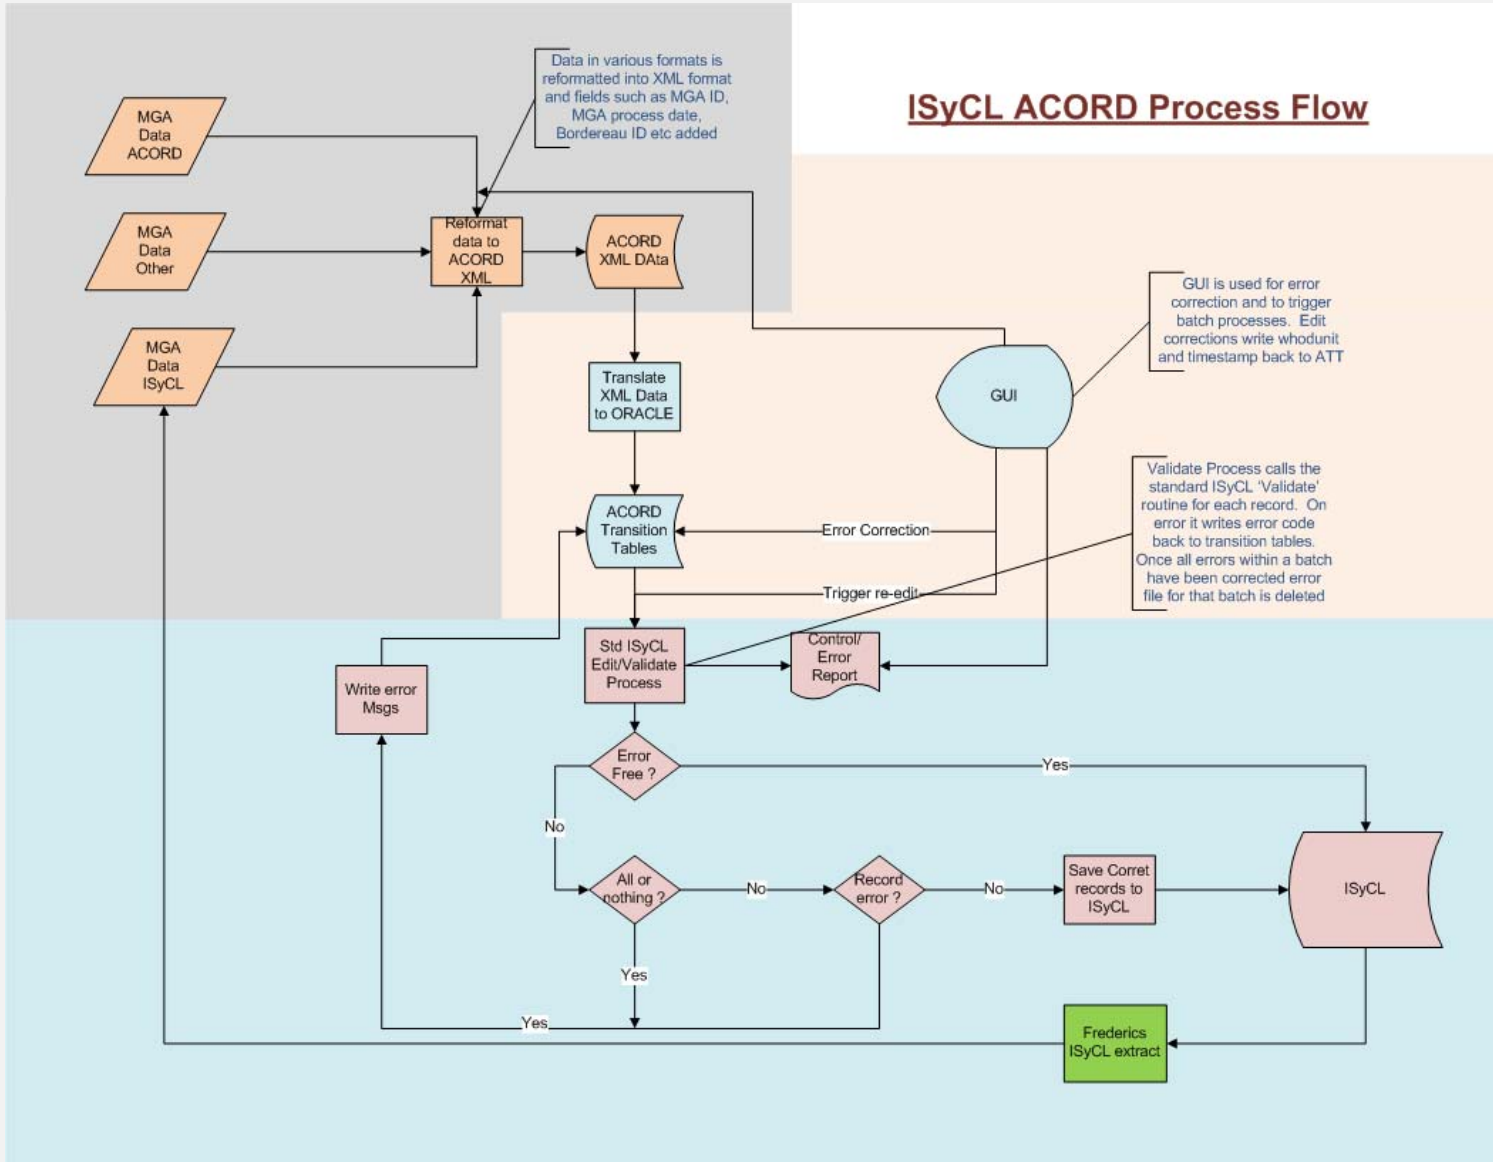 ISyCL ACORD Process Flow
Data in various formats is
reformatted into XML format
and fields such as MGA ID,
MGA process date,
Bordereau ID etc added
MGA
Data
ACORD
MGA
Data
Other
MGA
Data
ISyCL
Reformat
data to
ACORD
XML
ACORD
XML DAta
GUI is used for error
correction and to trigger
batch processes. Edit
corrections write whodunit
and timestamp back to ATT
Translate
XML Data
to ORACLE
GUI
Validate Process calls the
standard ISyCL ‘Validate’
routine for each record. On
error it writes error code
back to transition tables.
Once all errors within a batch
have been corrected error
file for that batch is deleted
ACORD
Transition
Tables
Error Correction
Trigger re-edit
Std ISyCL
Edit/Validate
Process
Control/
Error
Report
Write error
Msgs
Error
Free ?
Yes
No
All or
nothing ?
No
Record
error ?
No
Save Corret
records to
ISyCL
ISyCL
Yes
Yes
Frederics
ISyCL extract